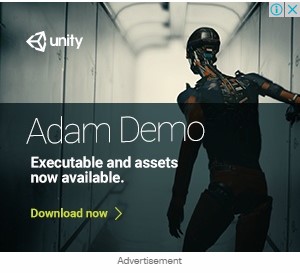 unity
Adam Demo
Executable and assets
now available.
Download now
Advertisement